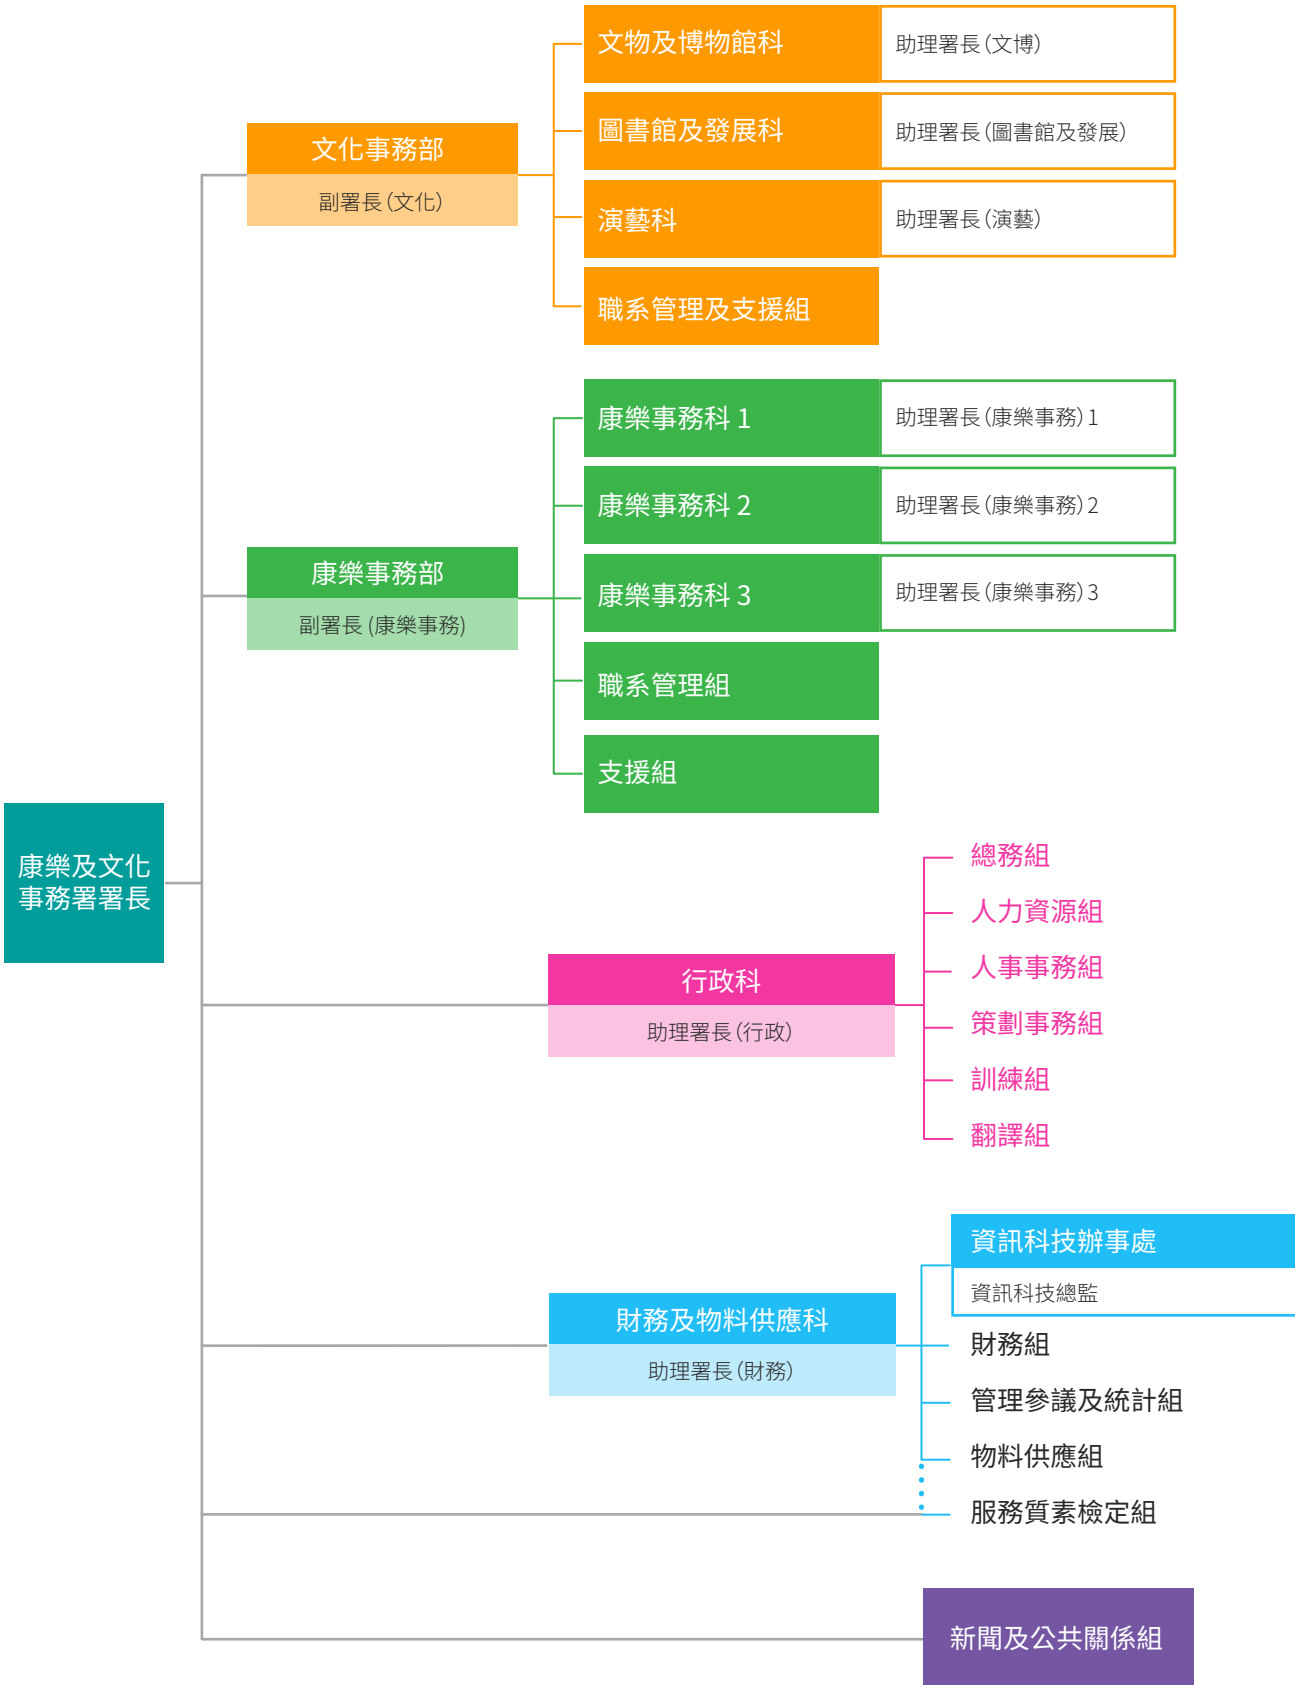 康樂及文化
事務署署長
文化事務部
副署長(文化)
文物及博物館科
助理署長(文博)
圖書館及發展科
助理署長(圖書館及發展)
演藝科
助理署長(演藝)
職系管理及支援組
康樂事務部
副署長 (康樂事務)
康樂事務科 1
助理署長(康樂事務)1
康樂事務科 2
助理署長(康樂事務)2
康樂事務科 3
助理署長(康樂事務)3
職系管理組
支援組
行政科
助理署長(行政)
總務組
人力資源組
人事事務組
策劃事務組
訓練組
翻譯組
財務及物料供應科
助理署長(財務)
資訊科技辦事處
資訊科技總監
財務組
管理參議及統計組
物料供應組
服務質素檢定組
新聞及公共關係組